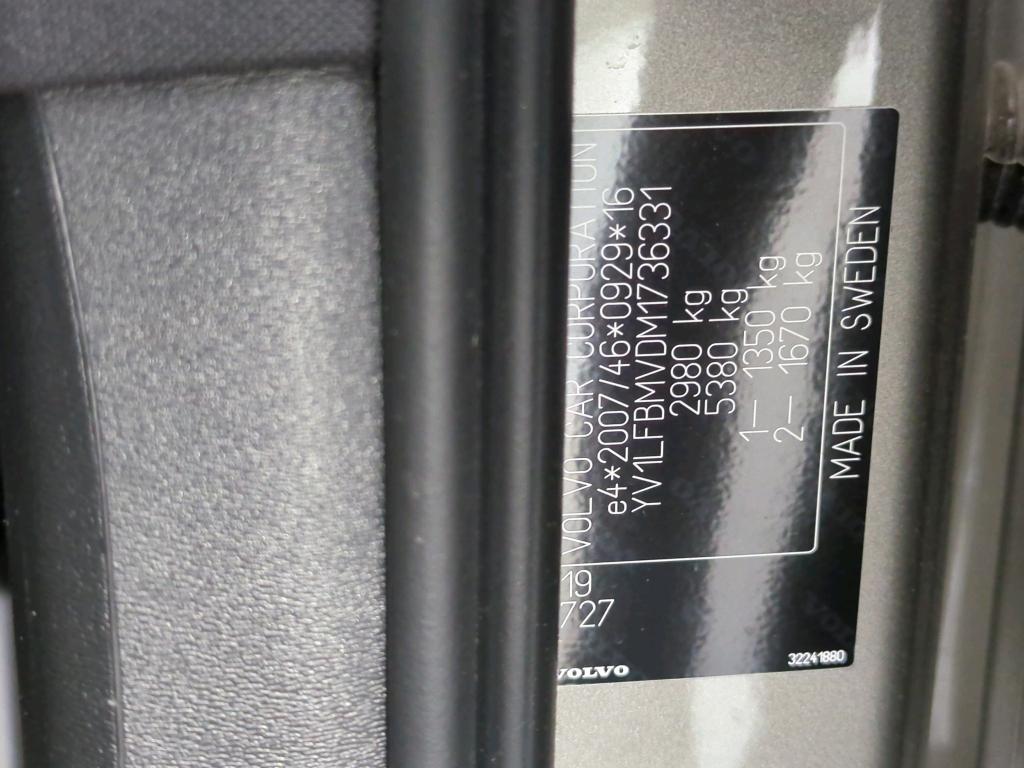 VOLVO CAR CORPORATION
e4*2007/46*0929*16
YV1LFBMVDM1736331
2980 kg
5380 kg
1— 1350 kg
2— 1670 kg
MADE IN SWEDEN
19
727
VOLVO
32241880